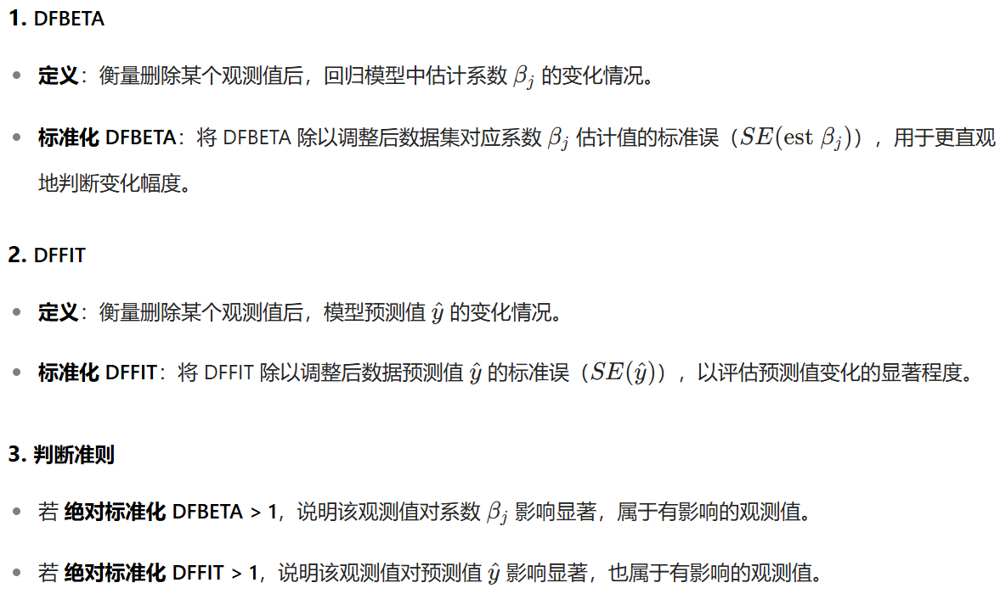 1. DFBETA
• 定义：衡量删除某个观测值后，回归模型中估计系数 βj 的变化情况。
• 标准化 DFBETA：将 DFBETA 除以调整后数据集对应系数 βj 估计值的标准误（SE(est βj)），用于更直观
地判断变化幅度。
2. DFFIT
• 定义：衡量删除某个观测值后，模型预测值 ŷ 的变化情况。
• 标准化 DFFIT：将 DFFIT 除以调整后数据预测值 ŷ 的标准误（SE(ŷ)），以评估预测值变化的显著程度。
3. 判断准则
• 若 绝对标准化 DFBETA > 1，说明该观测值对系数 βj 影响显著，属于有影响的观测值。
• 若 绝对标准化 DFFIT > 1，说明该观测值对预测值 ŷ 影响显著，也属于有影响的观测值。